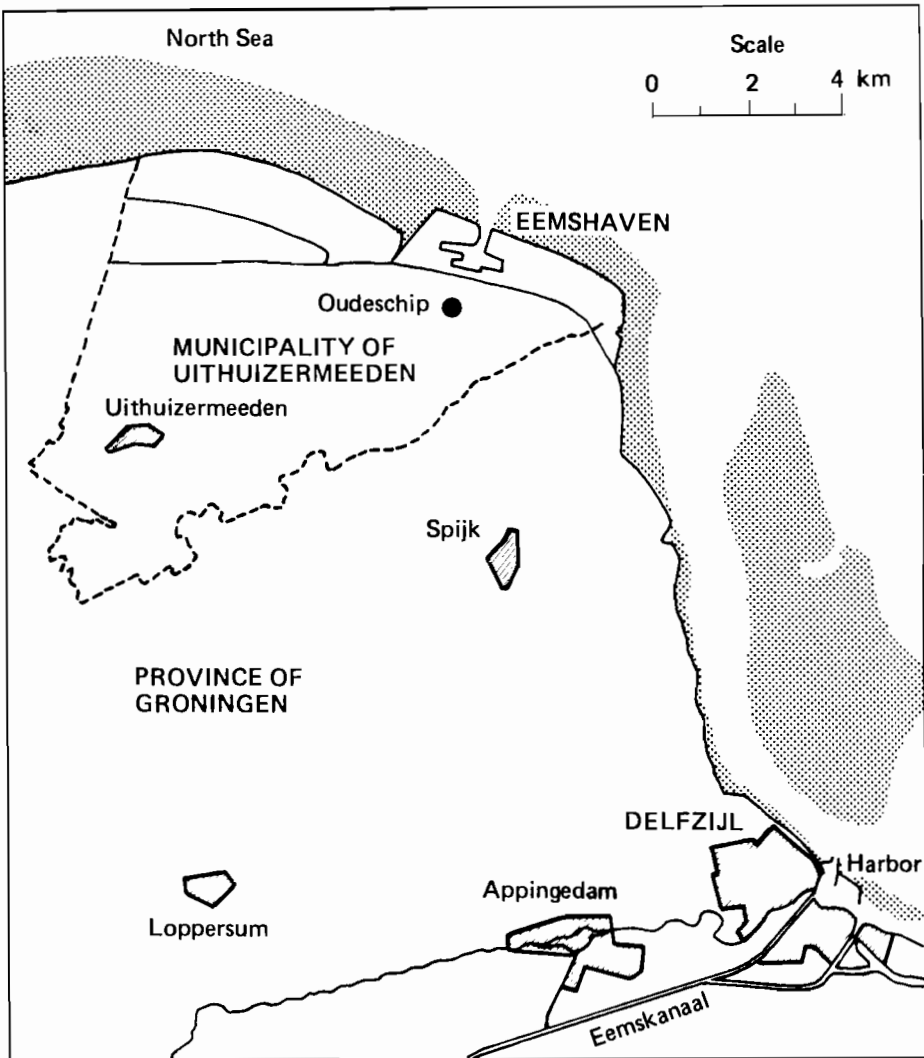 North Sea
Scale
0 2 4 km
EEMSHAVEN
Oudeschip
MUNICIPALITY OF
UITHUIZERMEEDEN
Uithuizermeeden
Spijk
PROVINCE OF
GRONINGEN
DELFZIJL
Harbor
Appingedam
Loppersum
Eemskanaal